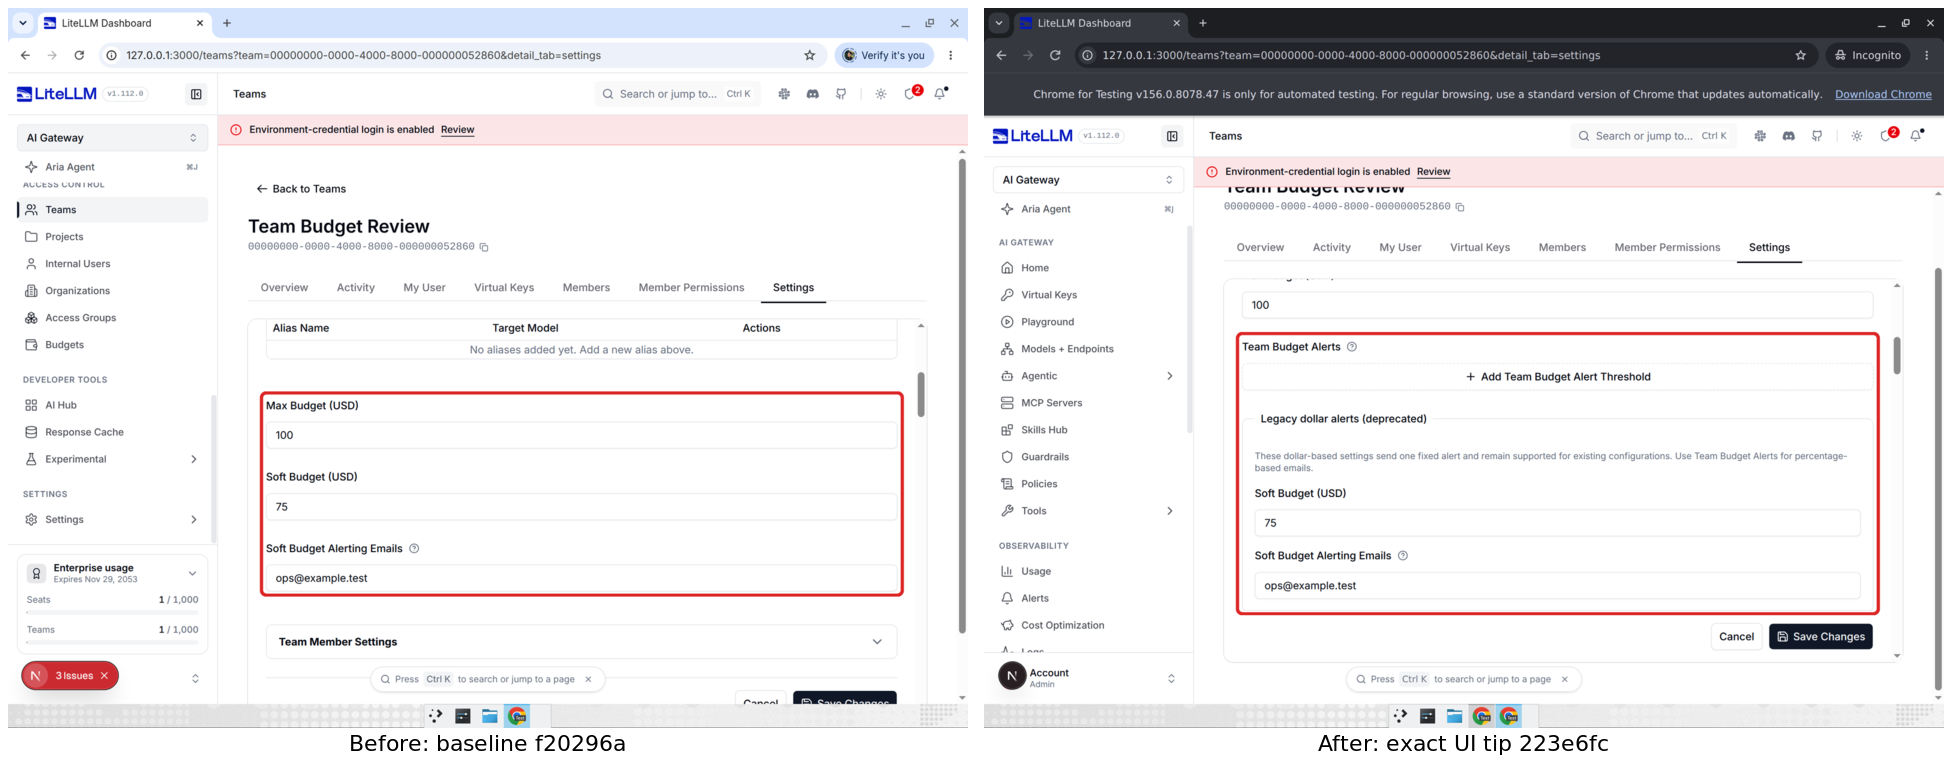 LiteLLM Dashboard
127.0.0.1:3000/teams?team=00000000-0000-4000-8000-000000052860&detail_tab=settings
Verify it's you
LiteLLM
v1.112.0
Teams
Search or jump to...
Ctrl K
2
AI Gateway
Environment-credential login is enabled
Review
Aria Agent
⌘J
ACCESS CONTROL
Teams
Projects
Internal Users
Organizations
Access Groups
Budgets
DEVELOPER TOOLS
AI Hub
Response Cache
Experimental
SETTINGS
Settings
Enterprise usage
Expires Nov 29, 2053
Seats
1 / 1,000
Teams
1 / 1,000
N
3 Issues
Back to Teams
Team Budget Review
00000000-0000-4000-8000-000000052860
Overview
Activity
My User
Virtual Keys
Members
Member Permissions
Settings
Alias Name
Target Model
Actions
No aliases added yet. Add a new alias above.
Max Budget (USD)
100
Soft Budget (USD)
75
Soft Budget Alerting Emails
ops@example.test
Team Member Settings
Press Ctrl K to search or jump to a page
Cancel
Save Changes
Before: baseline f20296a
LiteLLM Dashboard
127.0.0.1:3000/teams?team=00000000-0000-4000-8000-000000052860&detail_tab=settings
Incognito
Chrome for Testing v156.0.8078.47 is only for automated testing. For regular browsing, use a standard version of Chrome that updates automatically.
Download Chrome
LiteLLM
v1.112.0
Teams
Search or jump to...
Ctrl K
2
AI Gateway
Environment-credential login is enabled
Review
Aria Agent
⌘J
AI GATEWAY
Home
Virtual Keys
Playground
Models + Endpoints
Agentic
MCP Servers
Skills Hub
Guardrails
Policies
Tools
OBSERVABILITY
Usage
Alerts
Cost Optimization
Logs
N
Account
Admin
Team Budget Review
00000000-0000-4000-8000-000000052860
Overview
Activity
My User
Virtual Keys
Members
Member Permissions
Settings
100
Team Budget Alerts
Add Team Budget Alert Threshold
Legacy dollar alerts (deprecated)
These dollar-based settings send one fixed alert and remain supported for existing configurations. Use Team Budget Alerts for percentage-
based emails.
Soft Budget (USD)
75
Soft Budget Alerting Emails
ops@example.test
Cancel
Save Changes
Press Ctrl K to search or jump to a page
After: exact UI tip 223e6fc